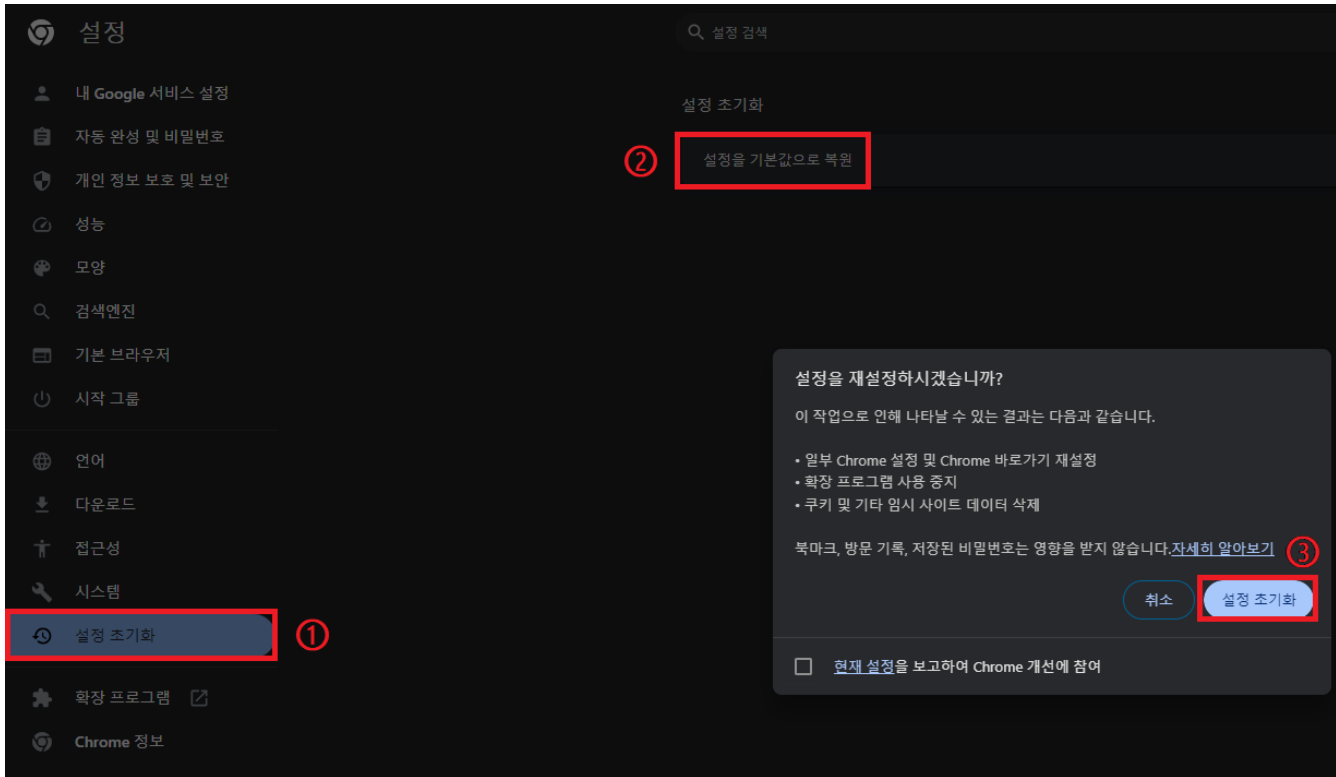 설정
설정 검색
내 Google 서비스 설정
자동 완성 및 비밀번호
개인 정보 보호 및 보안
성능
모양
검색엔진
기본 브라우저
시작 그룹
언어
다운로드
접근성
시스템
설정 초기화
①
확장 프로그램
Chrome 정보
설정 초기화
②
설정을 기본값으로 복원
설정을 재설정하시겠습니까?
이 작업으로 인해 나타날 수 있는 결과는 다음과 같습니다.
• 일부 Chrome 설정 및 Chrome 바로가기 재설정
• 확장 프로그램 사용 중지
• 쿠키 및 기타 임시 사이트 데이터 삭제
북마크, 방문 기록, 저장된 비밀번호는 영향을 받지 않습니다.자세히 알아보기
③
취소
설정 초기화
현재 설정을 보고하여 Chrome 개선에 참여